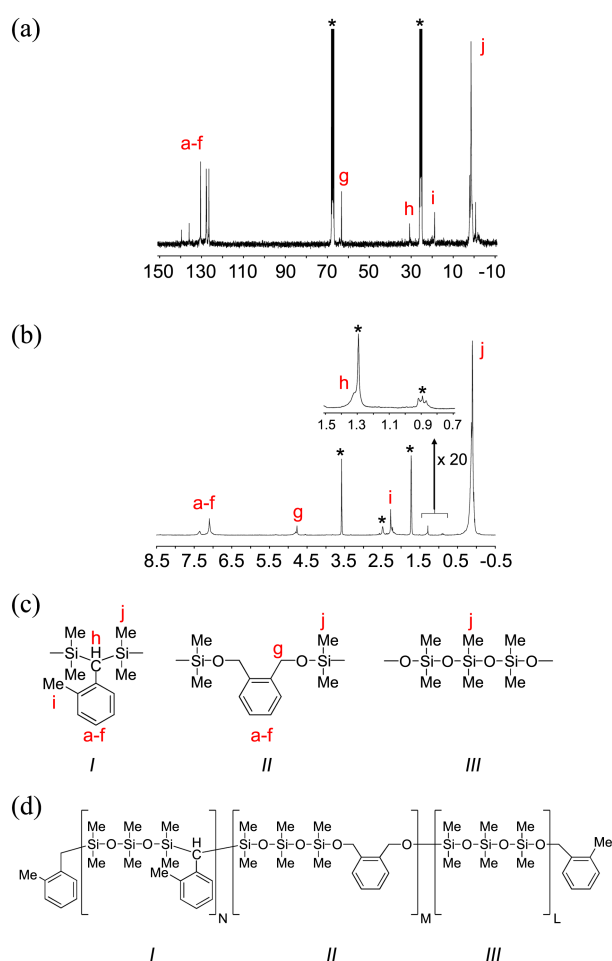 (a)
* *
j
a-f
g
h i
150 130 110 90 70 50 30 10 -10
(b)
*
j
h
*
1.5 1.3 1.1 0.9 0.7
* * x 20
a-f g i
*
8.5 7.5 6.5 5.5 4.5 3.5 2.5 1.5 0.5 -0.5
(c)
j j j
Me h Me Me Me Me Me Me
Si H Si g
C SiO OSi O Si O Si O Si O
Me Me Me Me Me Me Me
Me
i
a-f a-f
I II III
(d)
Me Me Me H Me Me Me Me Me Me
Si O Si O Si C Si O Si O Si O O Si O Si O Si O Me
Me Me Me Me Me Me Me Me Me
Me Me
N M L
I II III